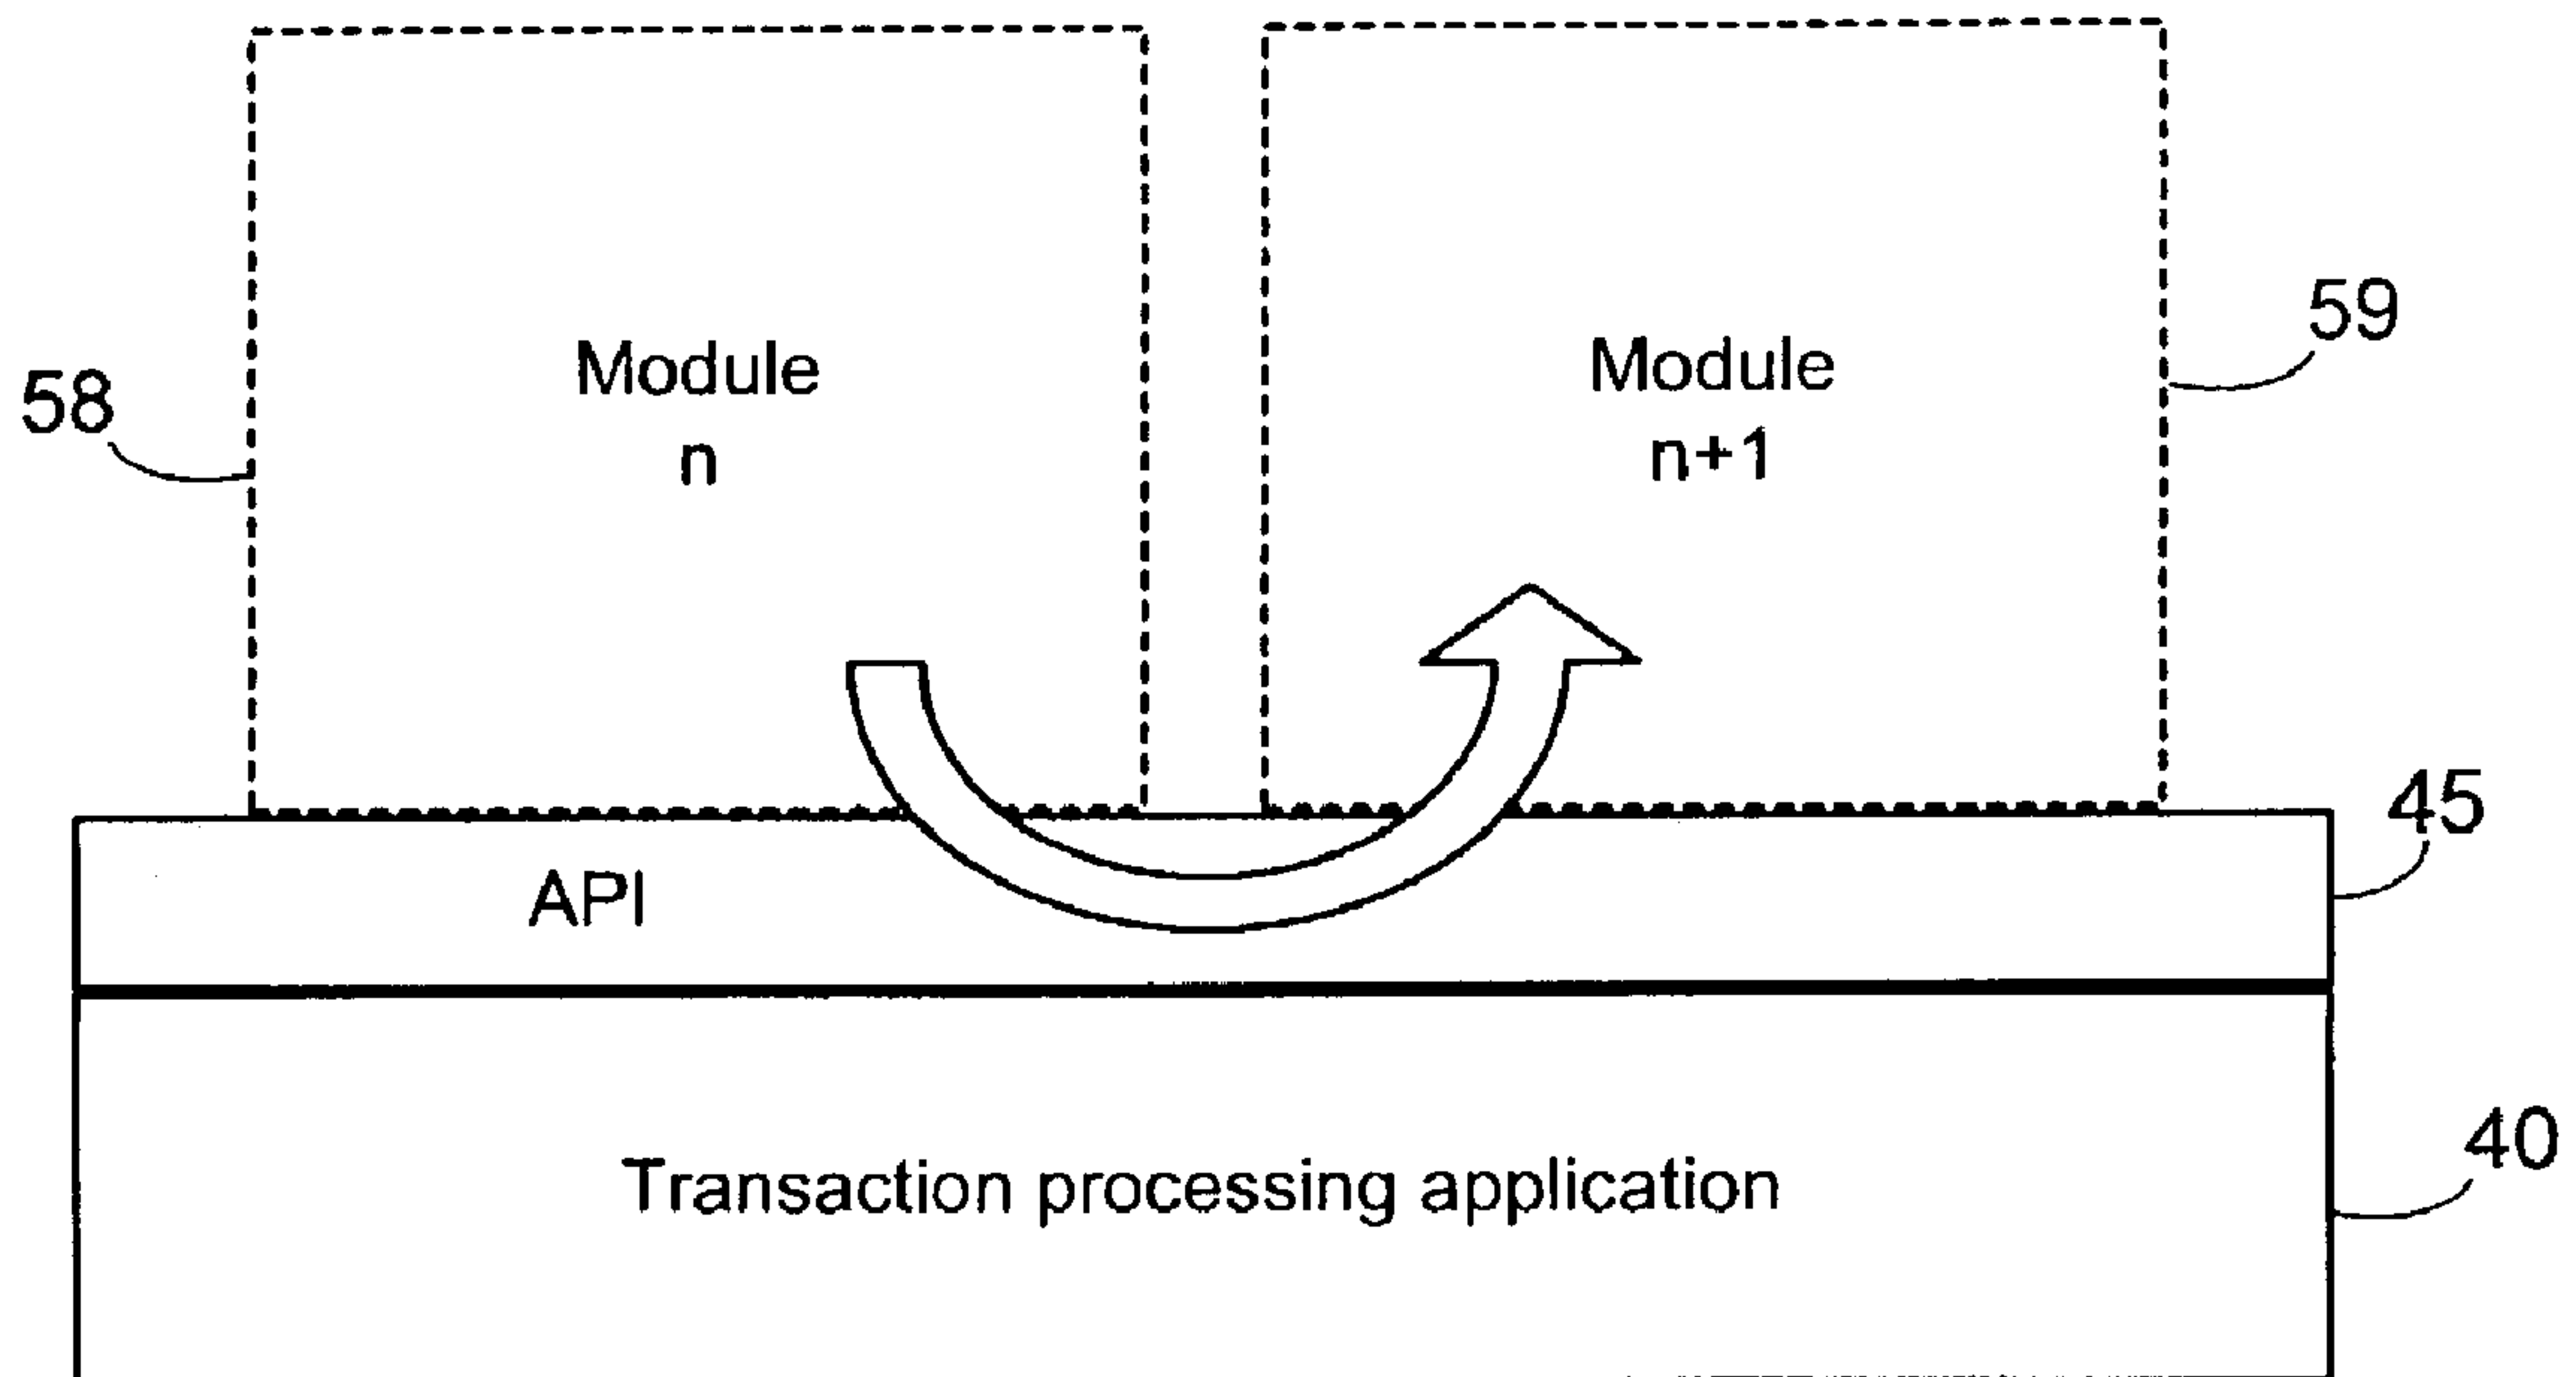 Module
n
Module
n+1
58
59
API
45
Transaction processing application
40